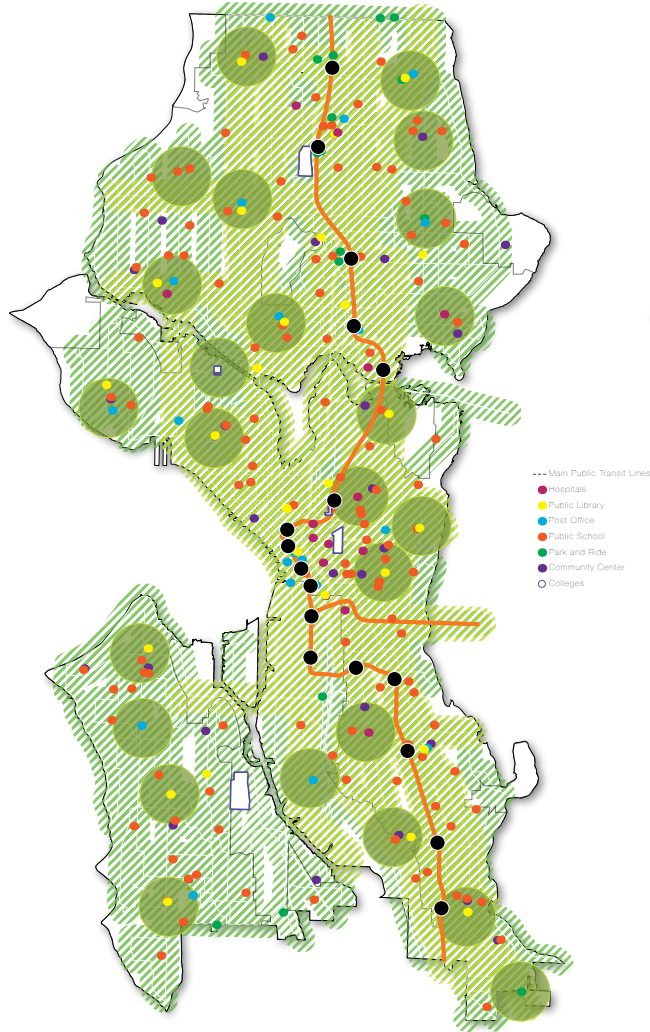 Main Public Transit Lines
Hospitals
Public Library
Post Office
Public School
Park and Ride
Community Center
Colleges